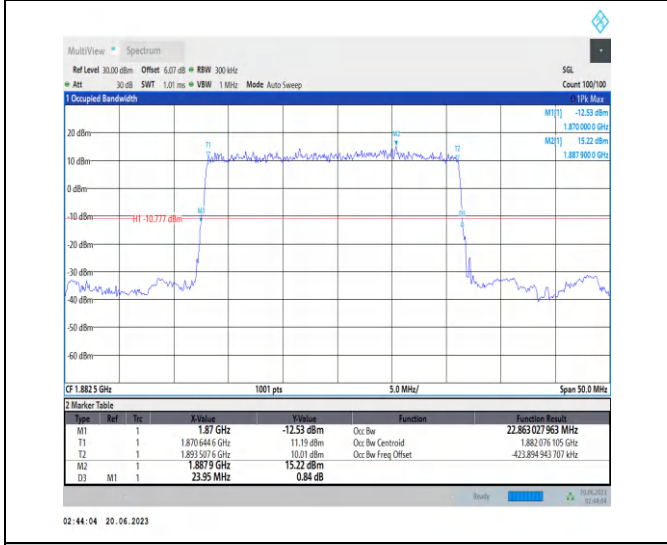 MultiView Spectrum
Ref Level 30.00 dBm Offset 6.07 dB RBW 300 kHz SGL
Att 30 dB SWT 1.01 ms VBW 1 MHz Mode Auto Sweep Count 100/100
1 Occupied Bandwidth 1Pk Max
M1[1] -12.53 dBm
1.870 000 0 GHz
M2[1] 15.22 dBm
1.887 900 0 GHz
20 dBm
T1
M2
T2
10 dBm
0 dBm
M1
-10 dBm
H1 -10.777 dBm
-20 dBm
-30 dBm
-40 dBm
-50 dBm
-60 dBm
CF 1.882 5 GHz 1001 pts 5.0 MHz/ Span 50.0 MHz
2 Marker Table
Type Ref Trc X-Value Y-Value Function Function Result
M1 1 1.87 GHz -12.53 dBm Occ Bw 22.863 027 963 MHz
T1 1 1.870 644 6 GHz 11.19 dBm Occ Bw Centroid 1.882 076 105 GHz
T2 1 1.893 507 6 GHz 10.01 dBm Occ Bw Freq Offset -423.894 943 707 kHz
M2 1 1.887 9 GHz 15.22 dBm
D3 M1 1 23.95 MHz 0.84 dB
Ready
02:44:04 20.06.2023